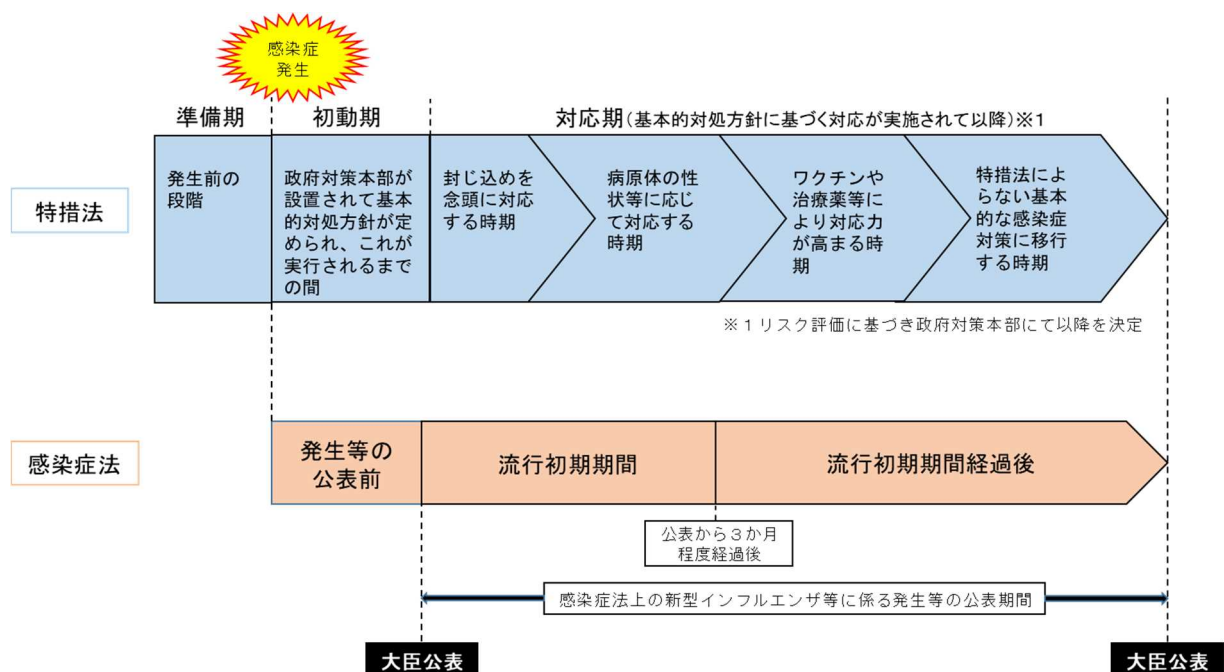 感染症
発生
準備期
初動期
対応期(基本的対処方針に基づく対応が実施されて以降)※1
特措法
発生前の
段階
政府対策本部が
設置されて基本
的対処方針が定
められ、これが
実行されるまで
の間
封じ込めを
念頭に対応
する時期
病原体の性
状等に応じ
て対応する
時期
ワクチンや
治療薬等に
より対応力
が高まる時
期
特措法によ
らない基本
的な感染症
対策に移行
する時期
※1リスク評価に基づき政府対策本部にて以降を決定
感染症法
発生等の
公表前
流行初期期間
流行初期期間経過後
公表から3か月
程度経過後
感染症法上の新型インフルエンザ等に係る発生等の公表期間
大臣公表
大臣公表